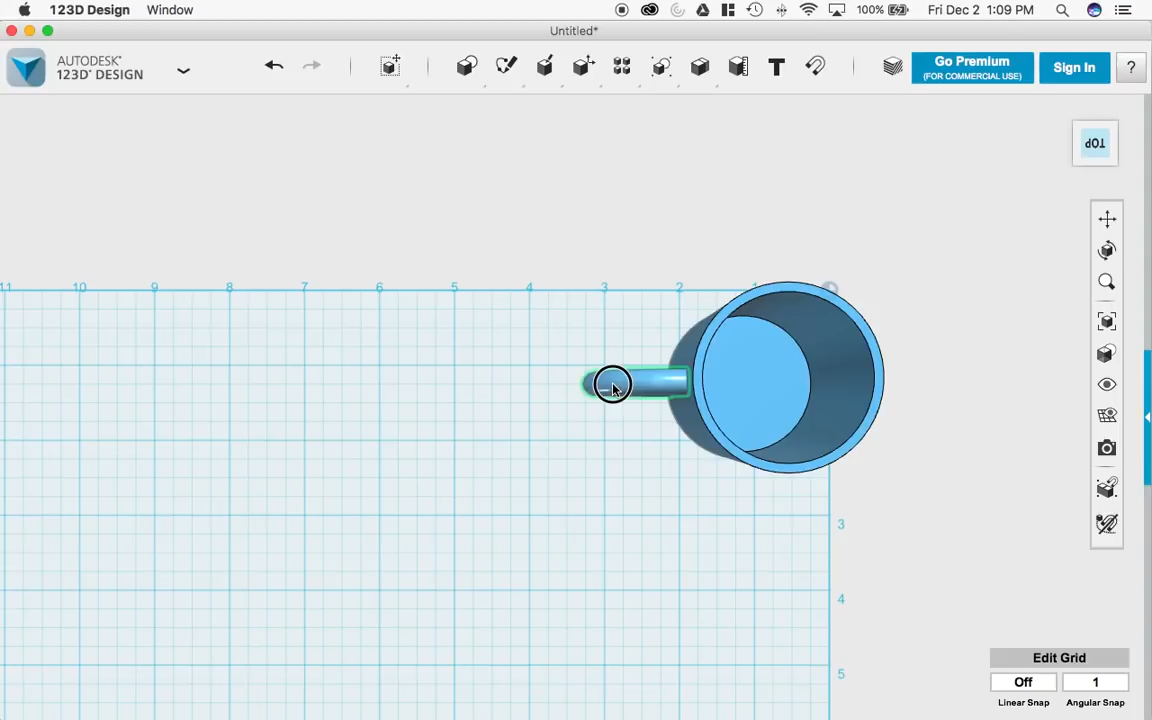 123D Design Window
100% Fri Dec 2 1:09 PM
Untitled*
AUTODESK®
123D® DESIGN
Go Premium
(FOR COMMERCIAL USE)
Sign In
?
T
TOP
11 10 9 8 7 6 5 4 3 2 1
3
4
5
Edit Grid
Off 1
Linear Snap Angular Snap